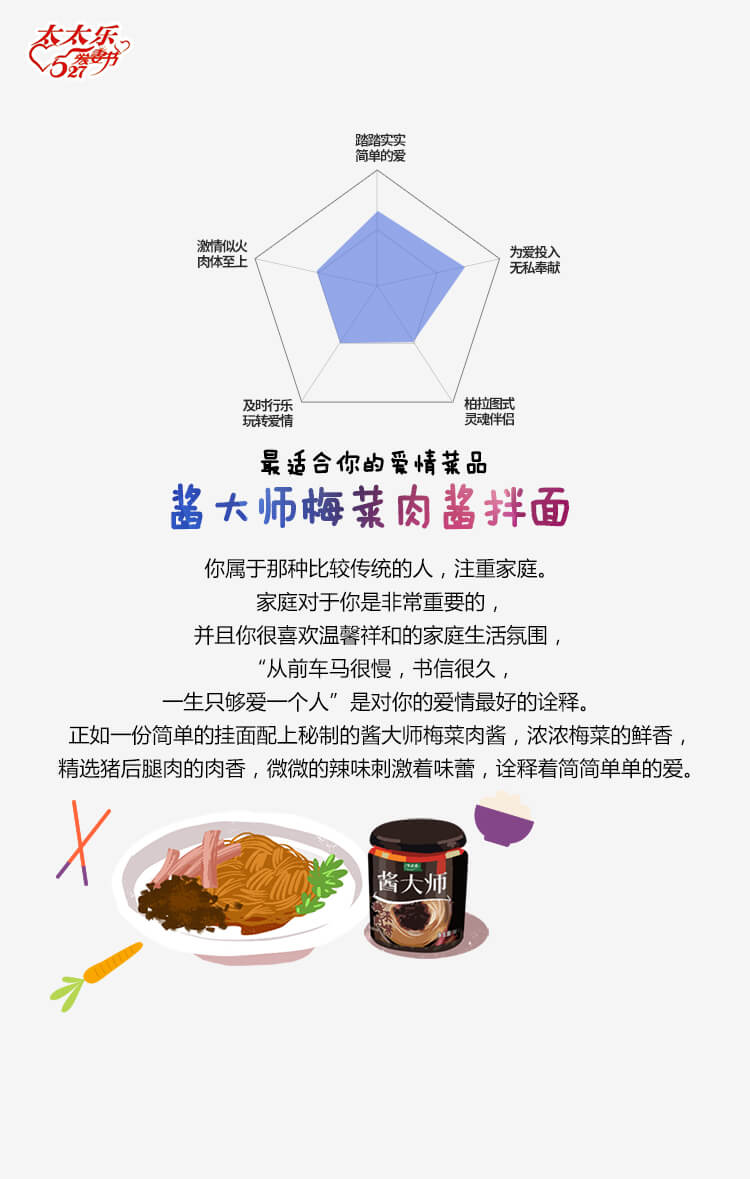 太太乐
527爱妻节
踏踏实实
简单的爱
激情似火
肉体至上
为爱投入
无私奉献
及时行乐
玩转爱情
柏拉图式
灵魂伴侣
最适合你的爱情菜品
酱大师梅菜肉酱拌面
你属于那种比较传统的人，注重家庭。
家庭对于你是非常重要的，
并且你很喜欢温馨祥和的家庭生活氛围，
“从前车马很慢，书信很久，
一生只够爱一个人”是对你的爱情最好的诠释。
正如一份简单的挂面配上秘制的酱大师梅菜肉酱，浓浓梅菜的鲜香，
精选猪后腿肉的肉香，微微的辣味刺激着味蕾，诠释着简简单单的爱。
酱大师